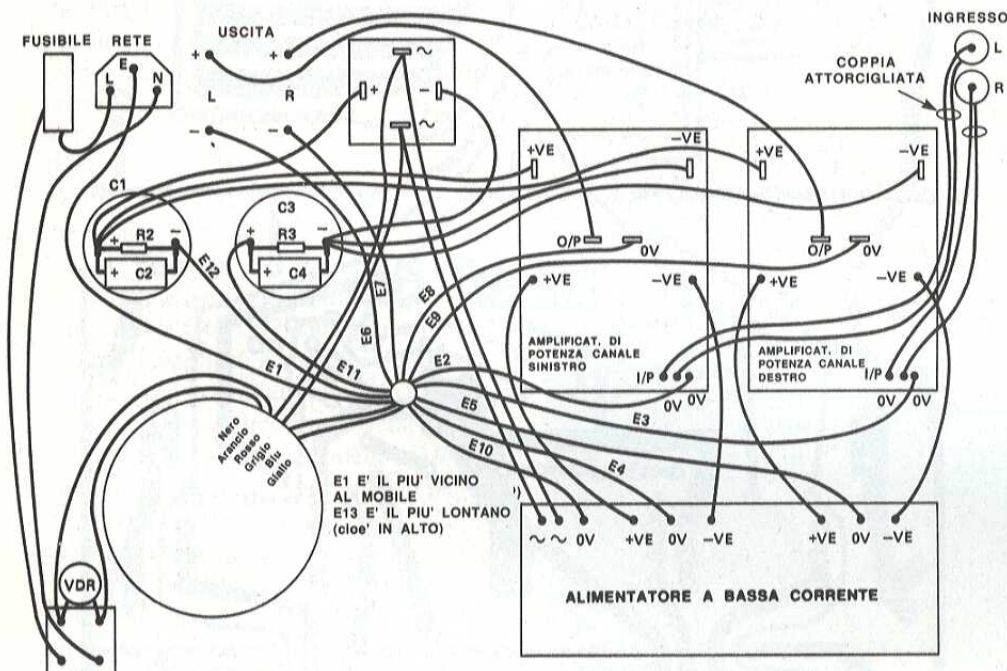 FUSIBILE
RETE
L
E
N
USCITA
+
+
L
R
−
−
∼
+
−
∼
INGRESSO
L
R
COPPIA
ATTORCIGLIATA
C1
+
R2
−
+
C2
C3
+
R3
−
+
C4
+VE
−VE
+VE
−VE
O/P
0V
O/P
0V
+VE
−VE
+VE
−VE
AMPLIFICAT. DI
POTENZA CANALE
SINISTRO
I/P
0V
0V
AMPLIFICAT. DI
POTENZA CANALE
DESTRO
I/P
0V
0V
E12
E7
E8
E9
E6
E1
E11
E2
E5
E3
E10
E4
Nero
Arancio
Rosso
Grigio
Blu
Giallo
E1 E' IL PIU' VICINO
AL MOBILE
E13 E' IL PIU' LONTANO
(cioe' IN ALTO)
')
∼ ∼ 0V +VE 0V −VE +VE 0V −VE
ALIMENTATORE A BASSA CORRENTE
VDR